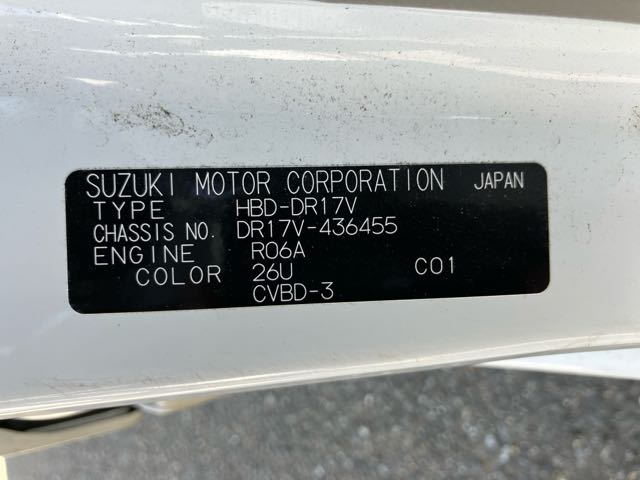 SUZUKI MOTOR CORPORATION JAPAN
TYPE HBD-DR17V
CHASSIS NO. DR17V-436455
ENGINE R06A
COLOR 26U C01
CVBD-3